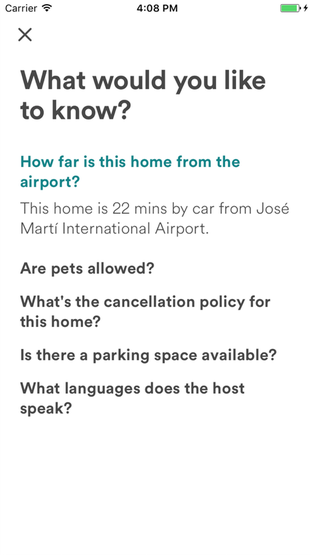 Carrier 4:08 PM
What would you like
to know?
How far is this home from the
airport?
This home is 22 mins by car from José
Martí International Airport.
Are pets allowed?
What's the cancellation policy for
this home?
Is there a parking space available?
What languages does the host
speak?